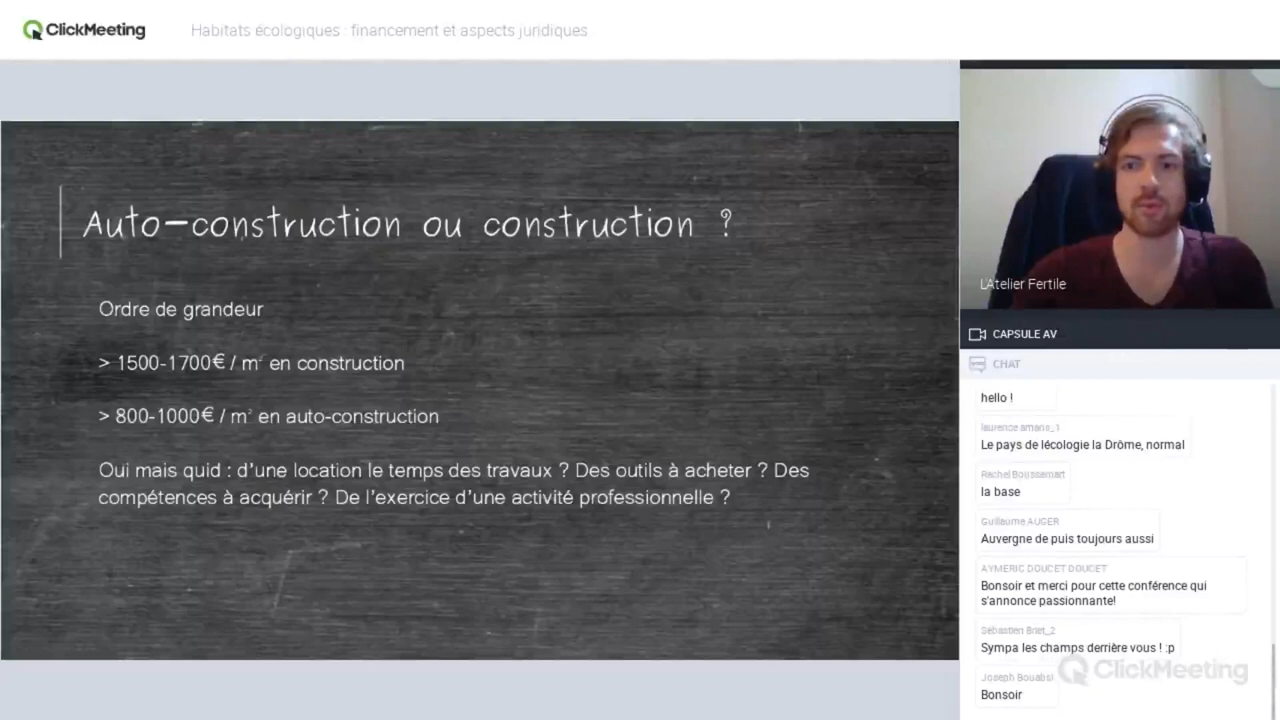 ClickMeeting
Habitats écologiques : financement et aspects juridiques
Auto-construction ou construction ?
Ordre de grandeur
> 1500-1700€ / m² en construction
> 800-1000€ / m² en auto-construction
Oui mais quid : d'une location le temps des travaux ? Des outils à acheter ? Des
compétences à acquérir ? De l'exercice d'une activité professionnelle ?
L'Atelier Fertile
CAPSULE AV
CHAT
hello !
laurence amans_1
Le pays de lécologie la Drôme, normal
Rachel Boussemart
la base
Guillaume AUGER
Auvergne de puis toujours aussi
AYMERIC DOUCET DOUCET
Bonsoir et merci pour cette conférence qui
s'annonce passionnante!
Sébastien Briet_2
Sympa les champs derrière vous ! :p
Joseph Bouabsi
Bonsoir
ClickMeeting